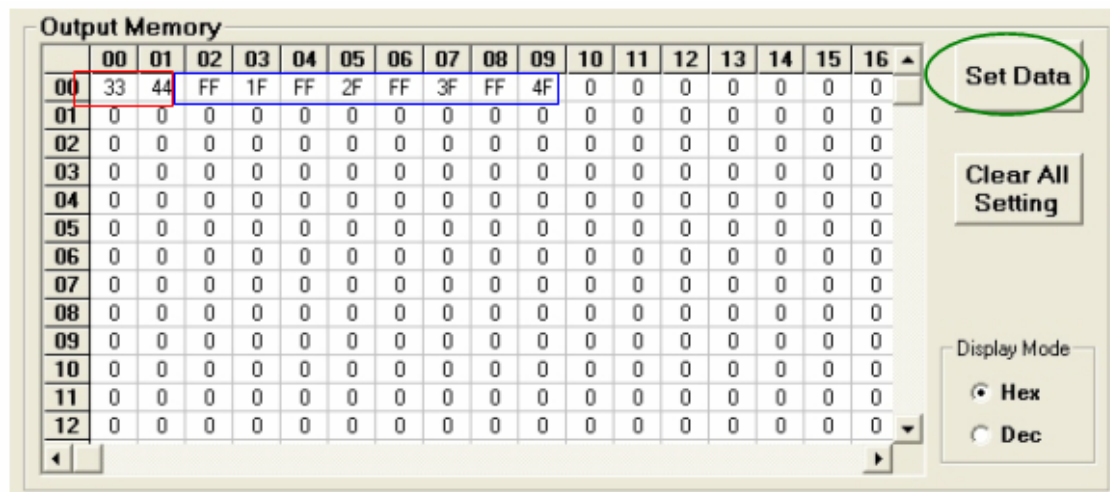 Output Memory
00 01 02 03 04 05 06 07 08 09 10 11 12 13 14 15 16
00 33 44 FF 1F FF 2F FF 3F FF 4F 0 0 0 0 0 0 0
01 0 0 0 0 0 0 0 0 0 0 0 0 0 0 0 0 0
02 0 0 0 0 0 0 0 0 0 0 0 0 0 0 0 0 0
03 0 0 0 0 0 0 0 0 0 0 0 0 0 0 0 0 0
04 0 0 0 0 0 0 0 0 0 0 0 0 0 0 0 0 0
05 0 0 0 0 0 0 0 0 0 0 0 0 0 0 0 0 0
06 0 0 0 0 0 0 0 0 0 0 0 0 0 0 0 0 0
07 0 0 0 0 0 0 0 0 0 0 0 0 0 0 0 0 0
08 0 0 0 0 0 0 0 0 0 0 0 0 0 0 0 0 0
09 0 0 0 0 0 0 0 0 0 0 0 0 0 0 0 0 0
10 0 0 0 0 0 0 0 0 0 0 0 0 0 0 0 0 0
11 0 0 0 0 0 0 0 0 0 0 0 0 0 0 0 0 0
12 0 0 0 0 0 0 0 0 0 0 0 0 0 0 0 0 0
Set Data
Clear All
Setting
Display Mode
Hex
Dec